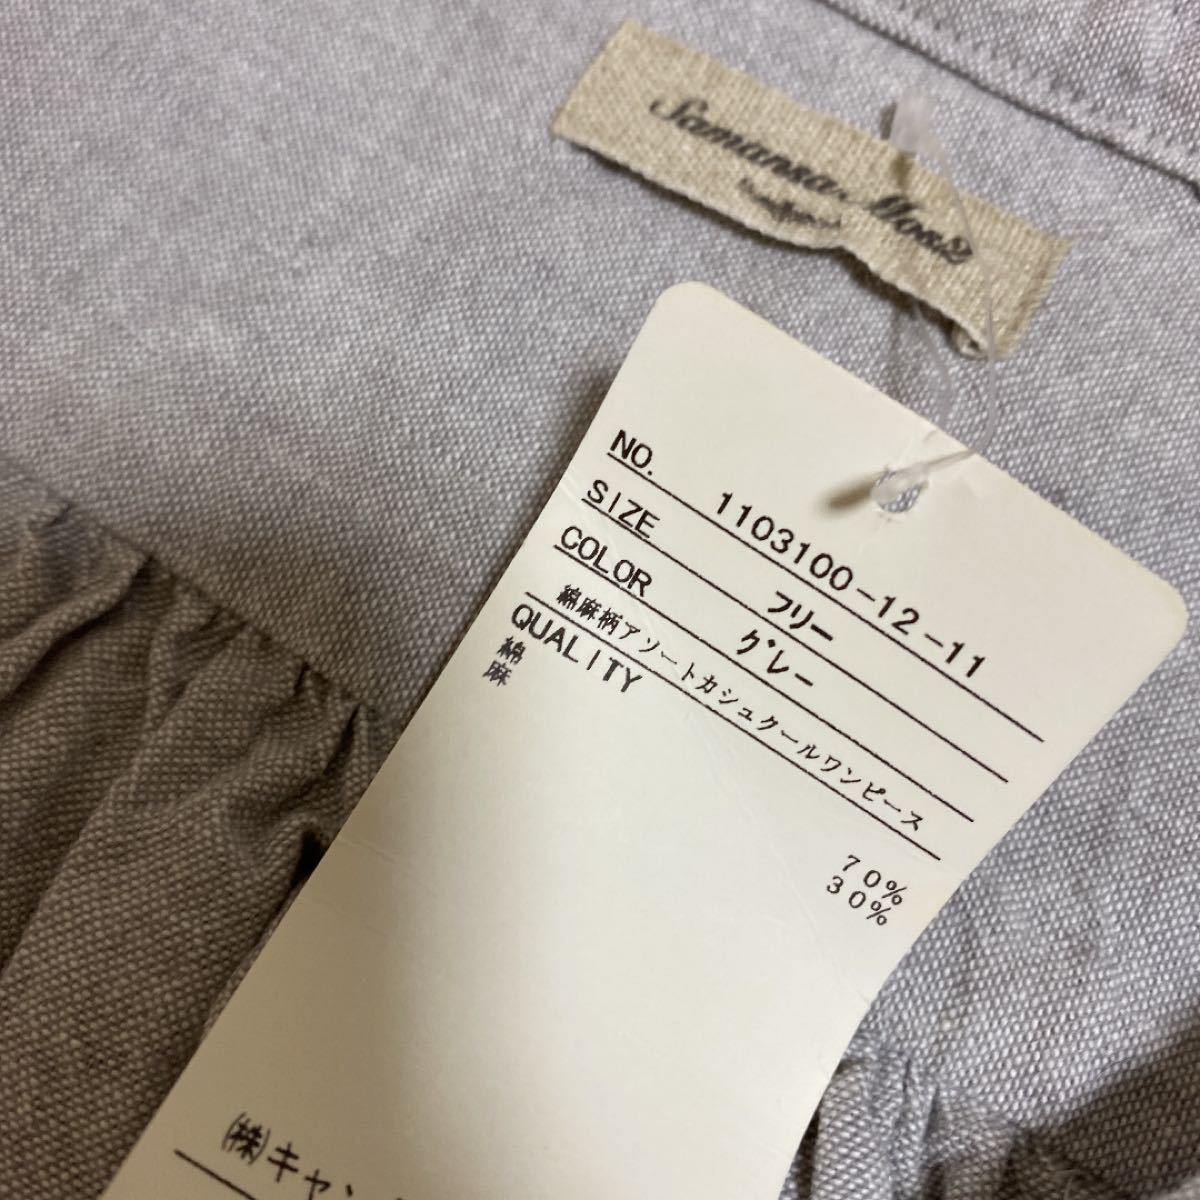 Samansa Mos2
NO. 1103100-12-11
SIZE フリー
COLOR グレー
綿麻柄アソートカシュクールワンピース
QUALITY
綿 70%
麻 30%
㈱キャン